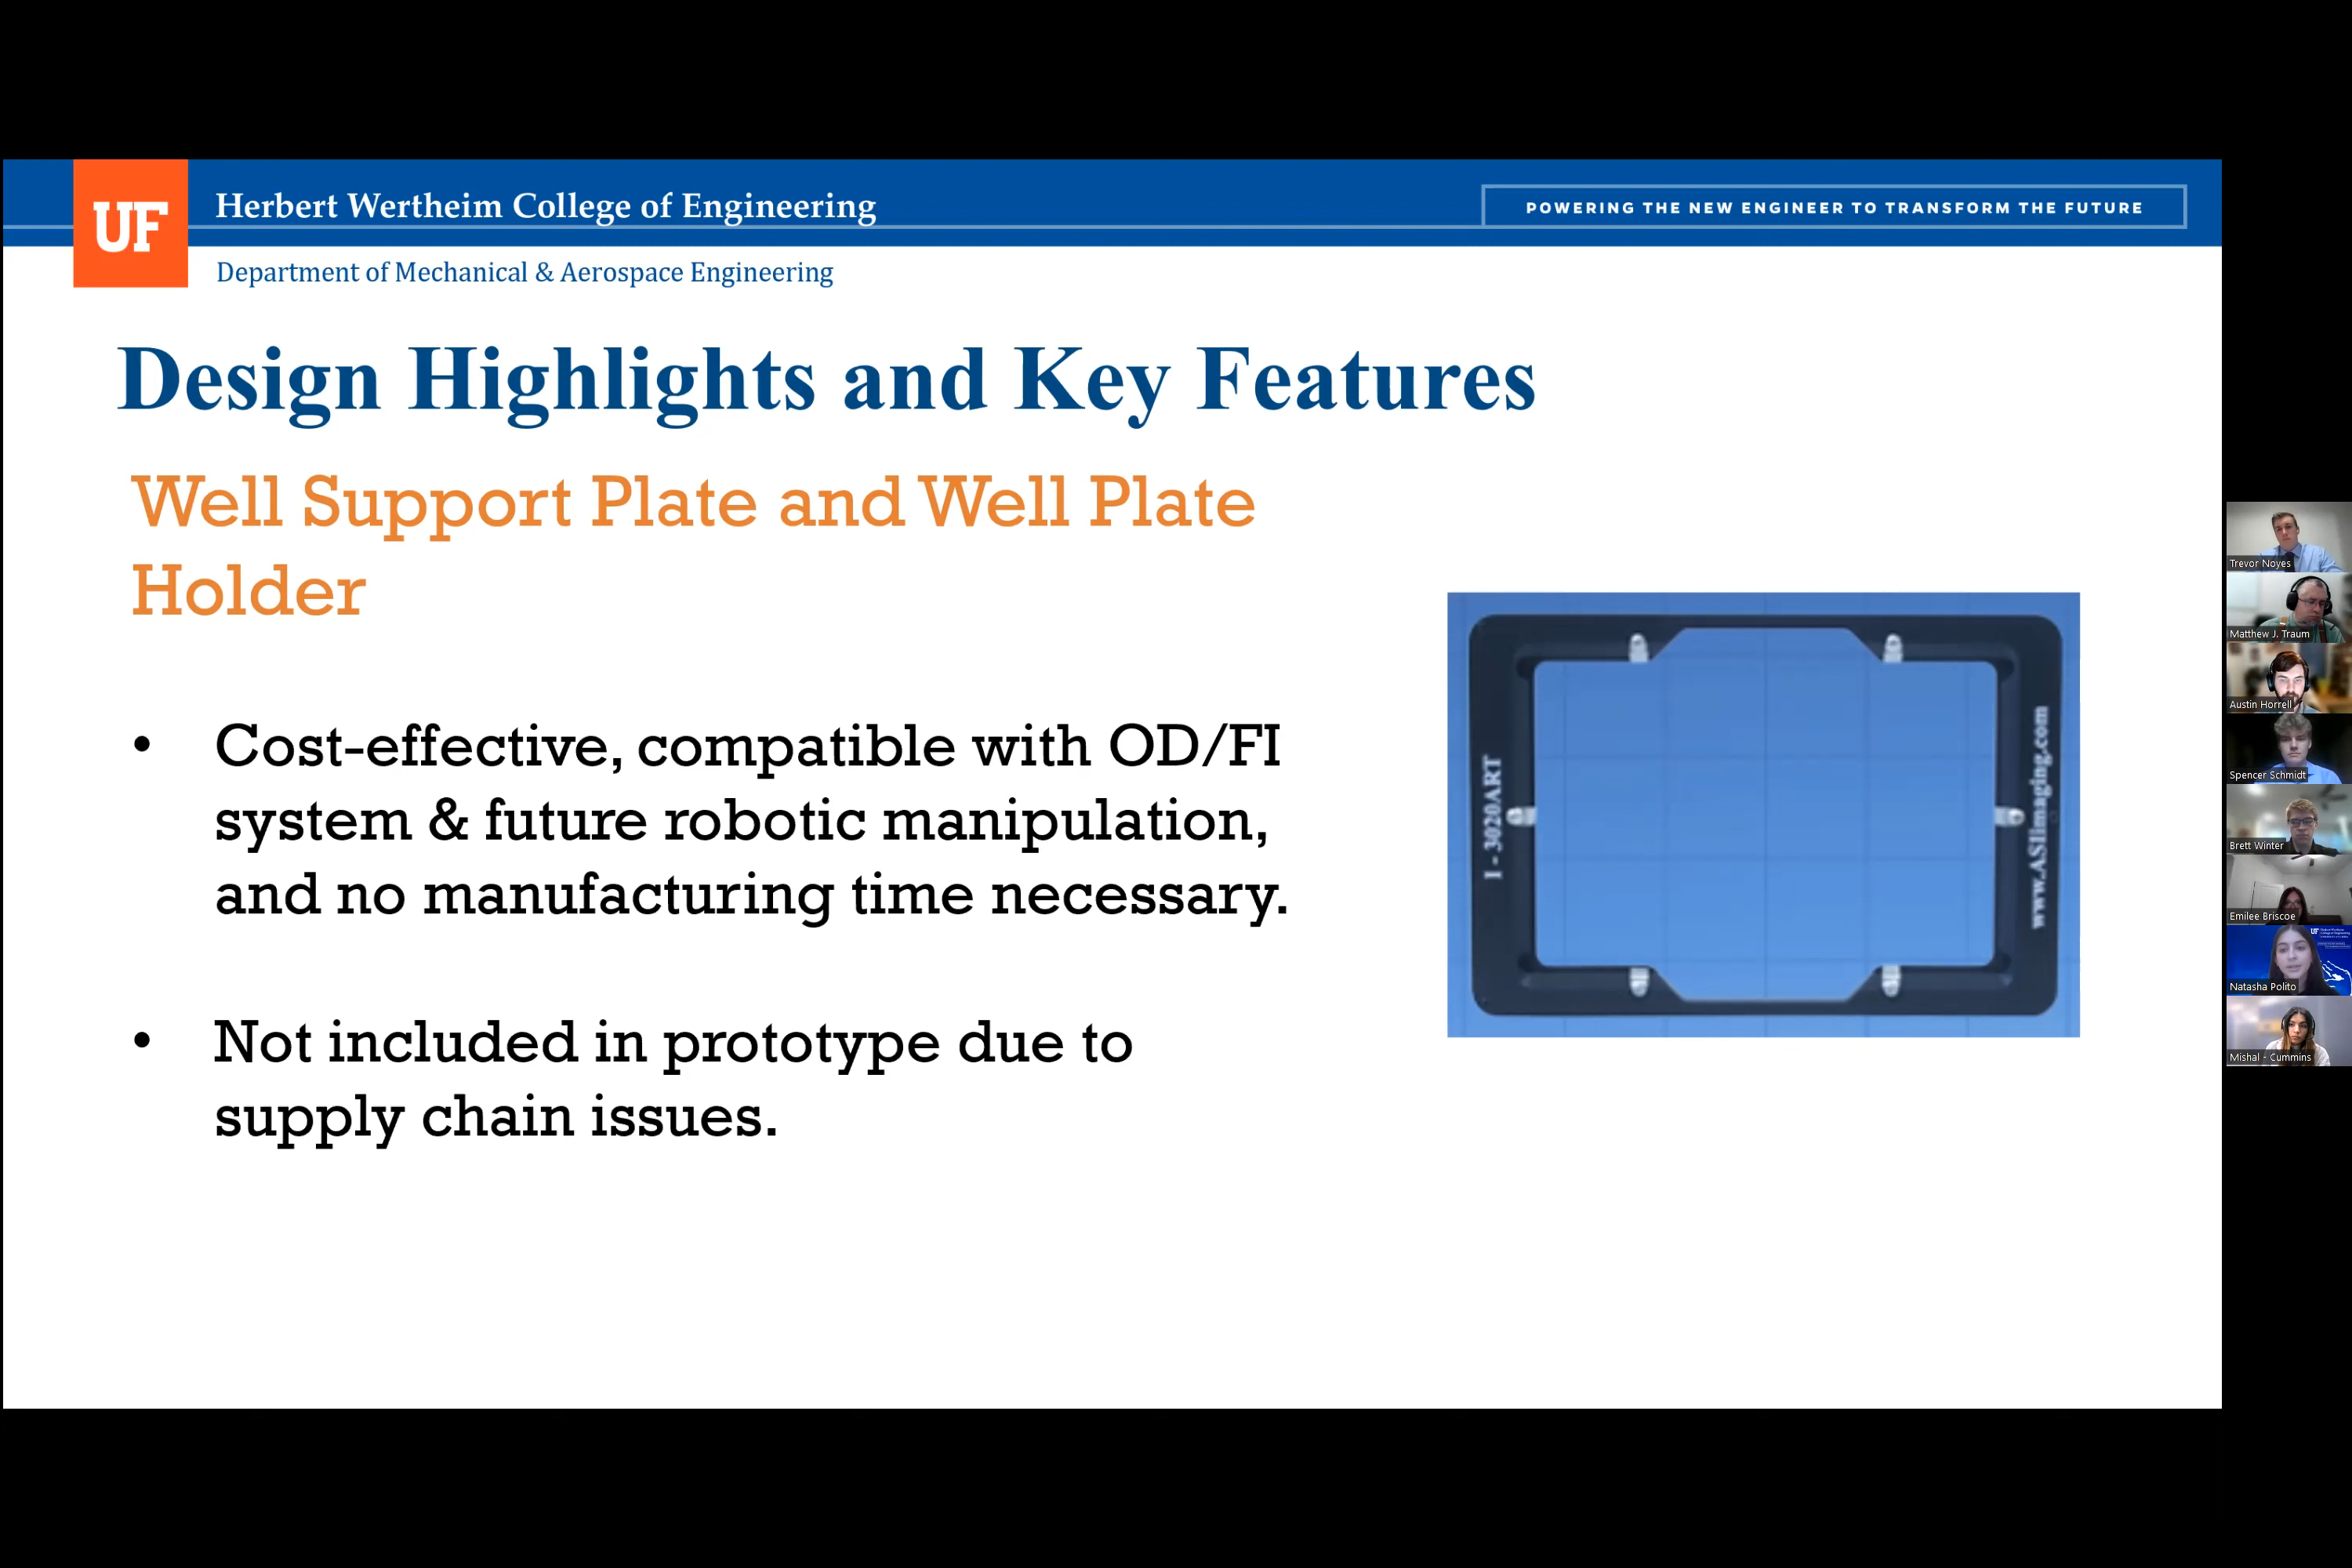 UF
Herbert Wertheim College of Engineering
POWERING THE NEW ENGINEER TO TRANSFORM THE FUTURE
Department of Mechanical & Aerospace Engineering
Design Highlights and Key Features
Well Support Plate and Well Plate
Holder
• Cost-effective, compatible with OD/FI
system & future robotic manipulation,
and no manufacturing time necessary.
• Not included in prototype due to
supply chain issues.
I - 3020ART
www.ASIimaging.com
Trevor Noyes
Matthew J. Traum
Austin Horrell
Spencer Schmidt
Brett Winter
Emilee Briscoe
UF
Natasha Polito
Mishal - Cummins